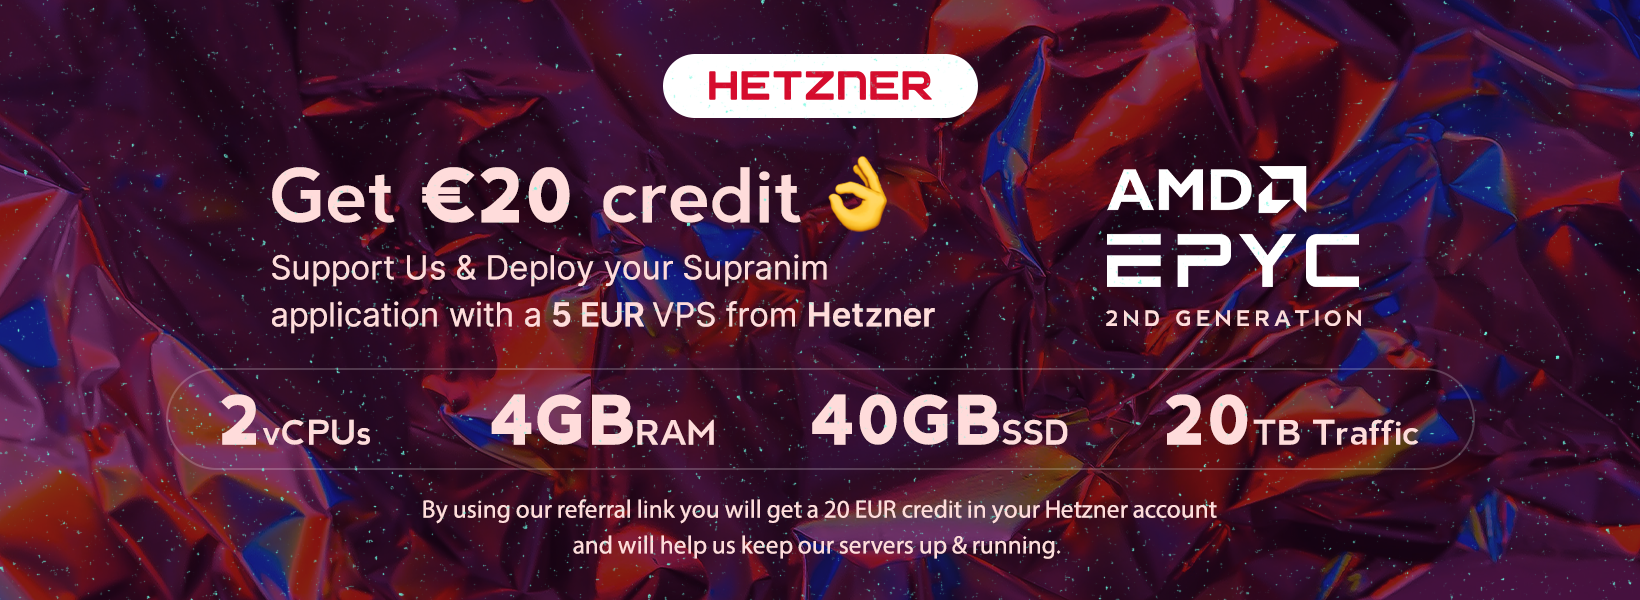 HETZNER
Get €20 credit 👌
Support Us & Deploy your Supranim
application with a 5 EUR VPS from Hetzner
AMD
EPYC
2ND GENERATION
2vCPUs
4GBRAM
40GBSSD
20TB Traffic
By using our referral link you will get a 20 EUR credit in your Hetzner account
and will help us keep our servers up & running.